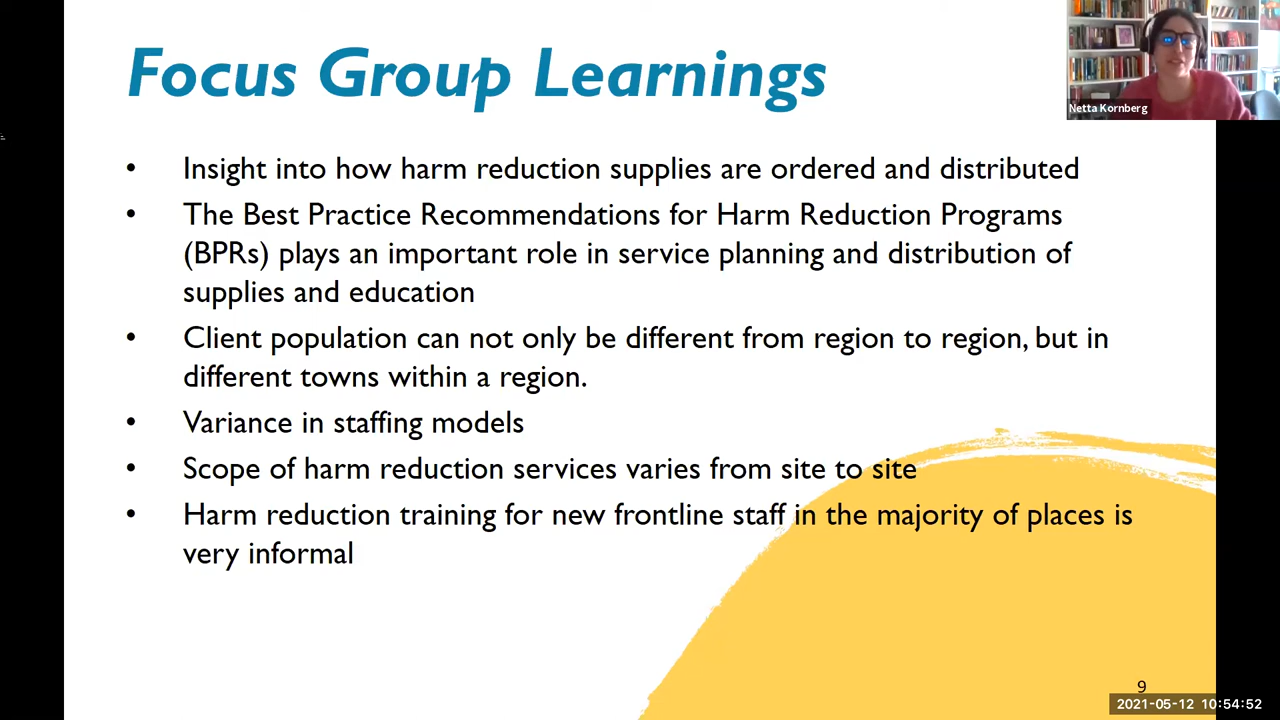 Focus Group Learnings
Netta Kornberg
• Insight into how harm reduction supplies are ordered and distributed
• The Best Practice Recommendations for Harm Reduction Programs
(BPRs) plays an important role in service planning and distribution of
supplies and education
• Client population can not only be different from region to region, but in
different towns within a region.
• Variance in staffing models
• Scope of harm reduction services varies from site to site
• Harm reduction training for new frontline staff in the majority of places is
very informal
9
2021-05-12 10:54:52